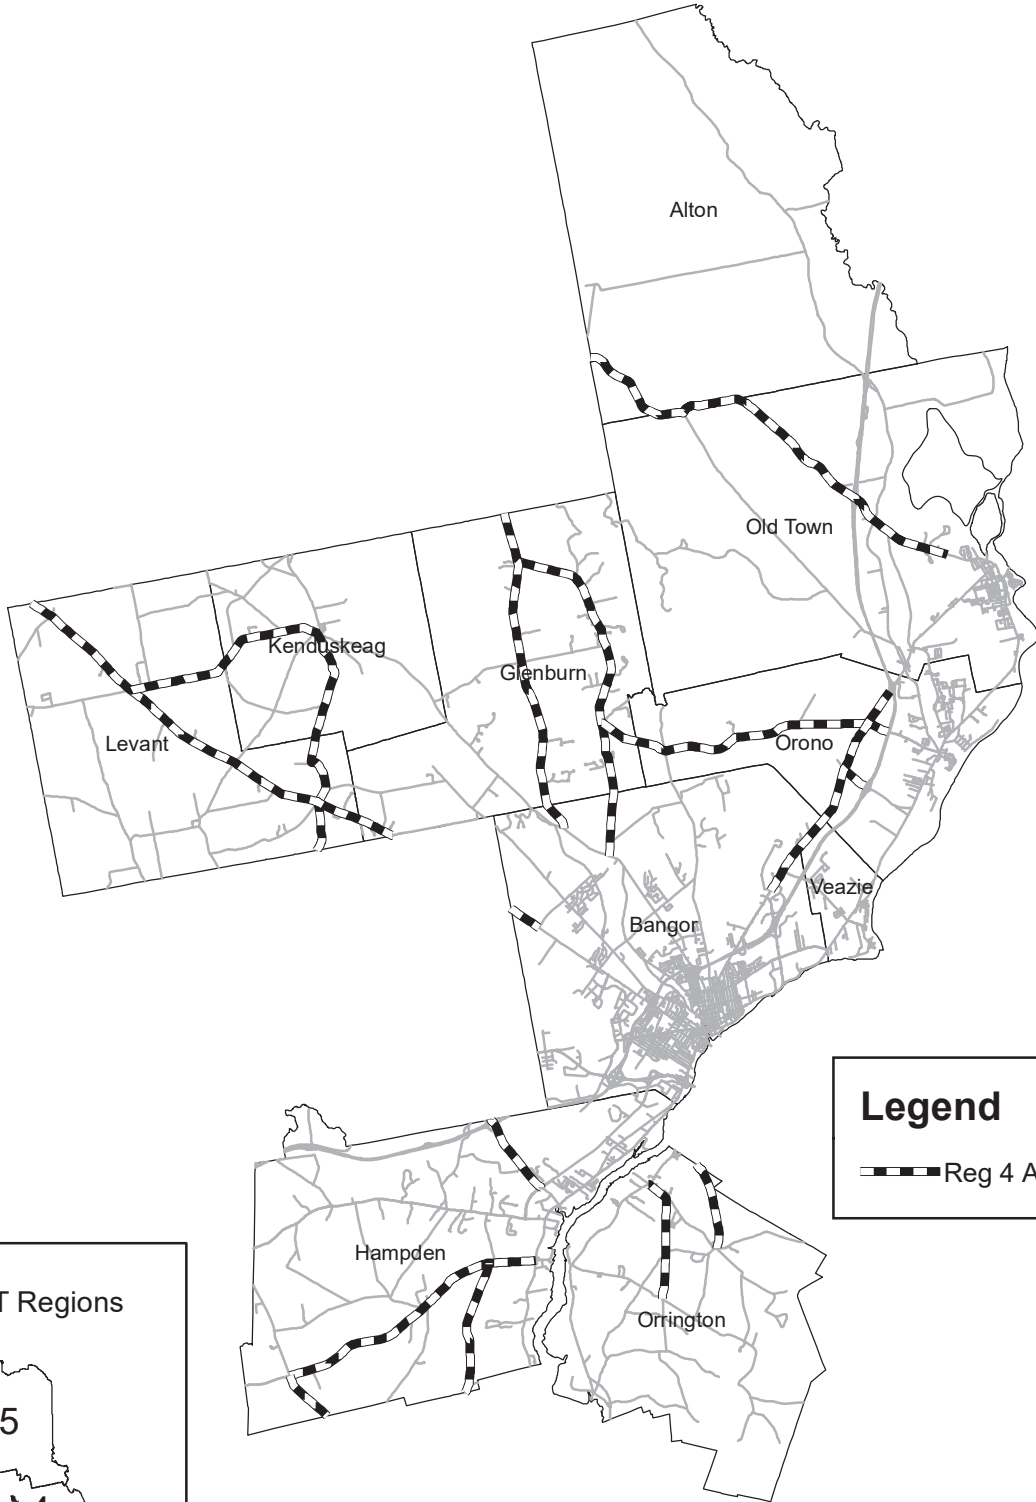 Alton
Old Town
Kenduskeag
Glenburn
Levant
Orono
Veazie
Bangor
Legend
Reg 4 A
Hampden
T Regions
Orrington
5